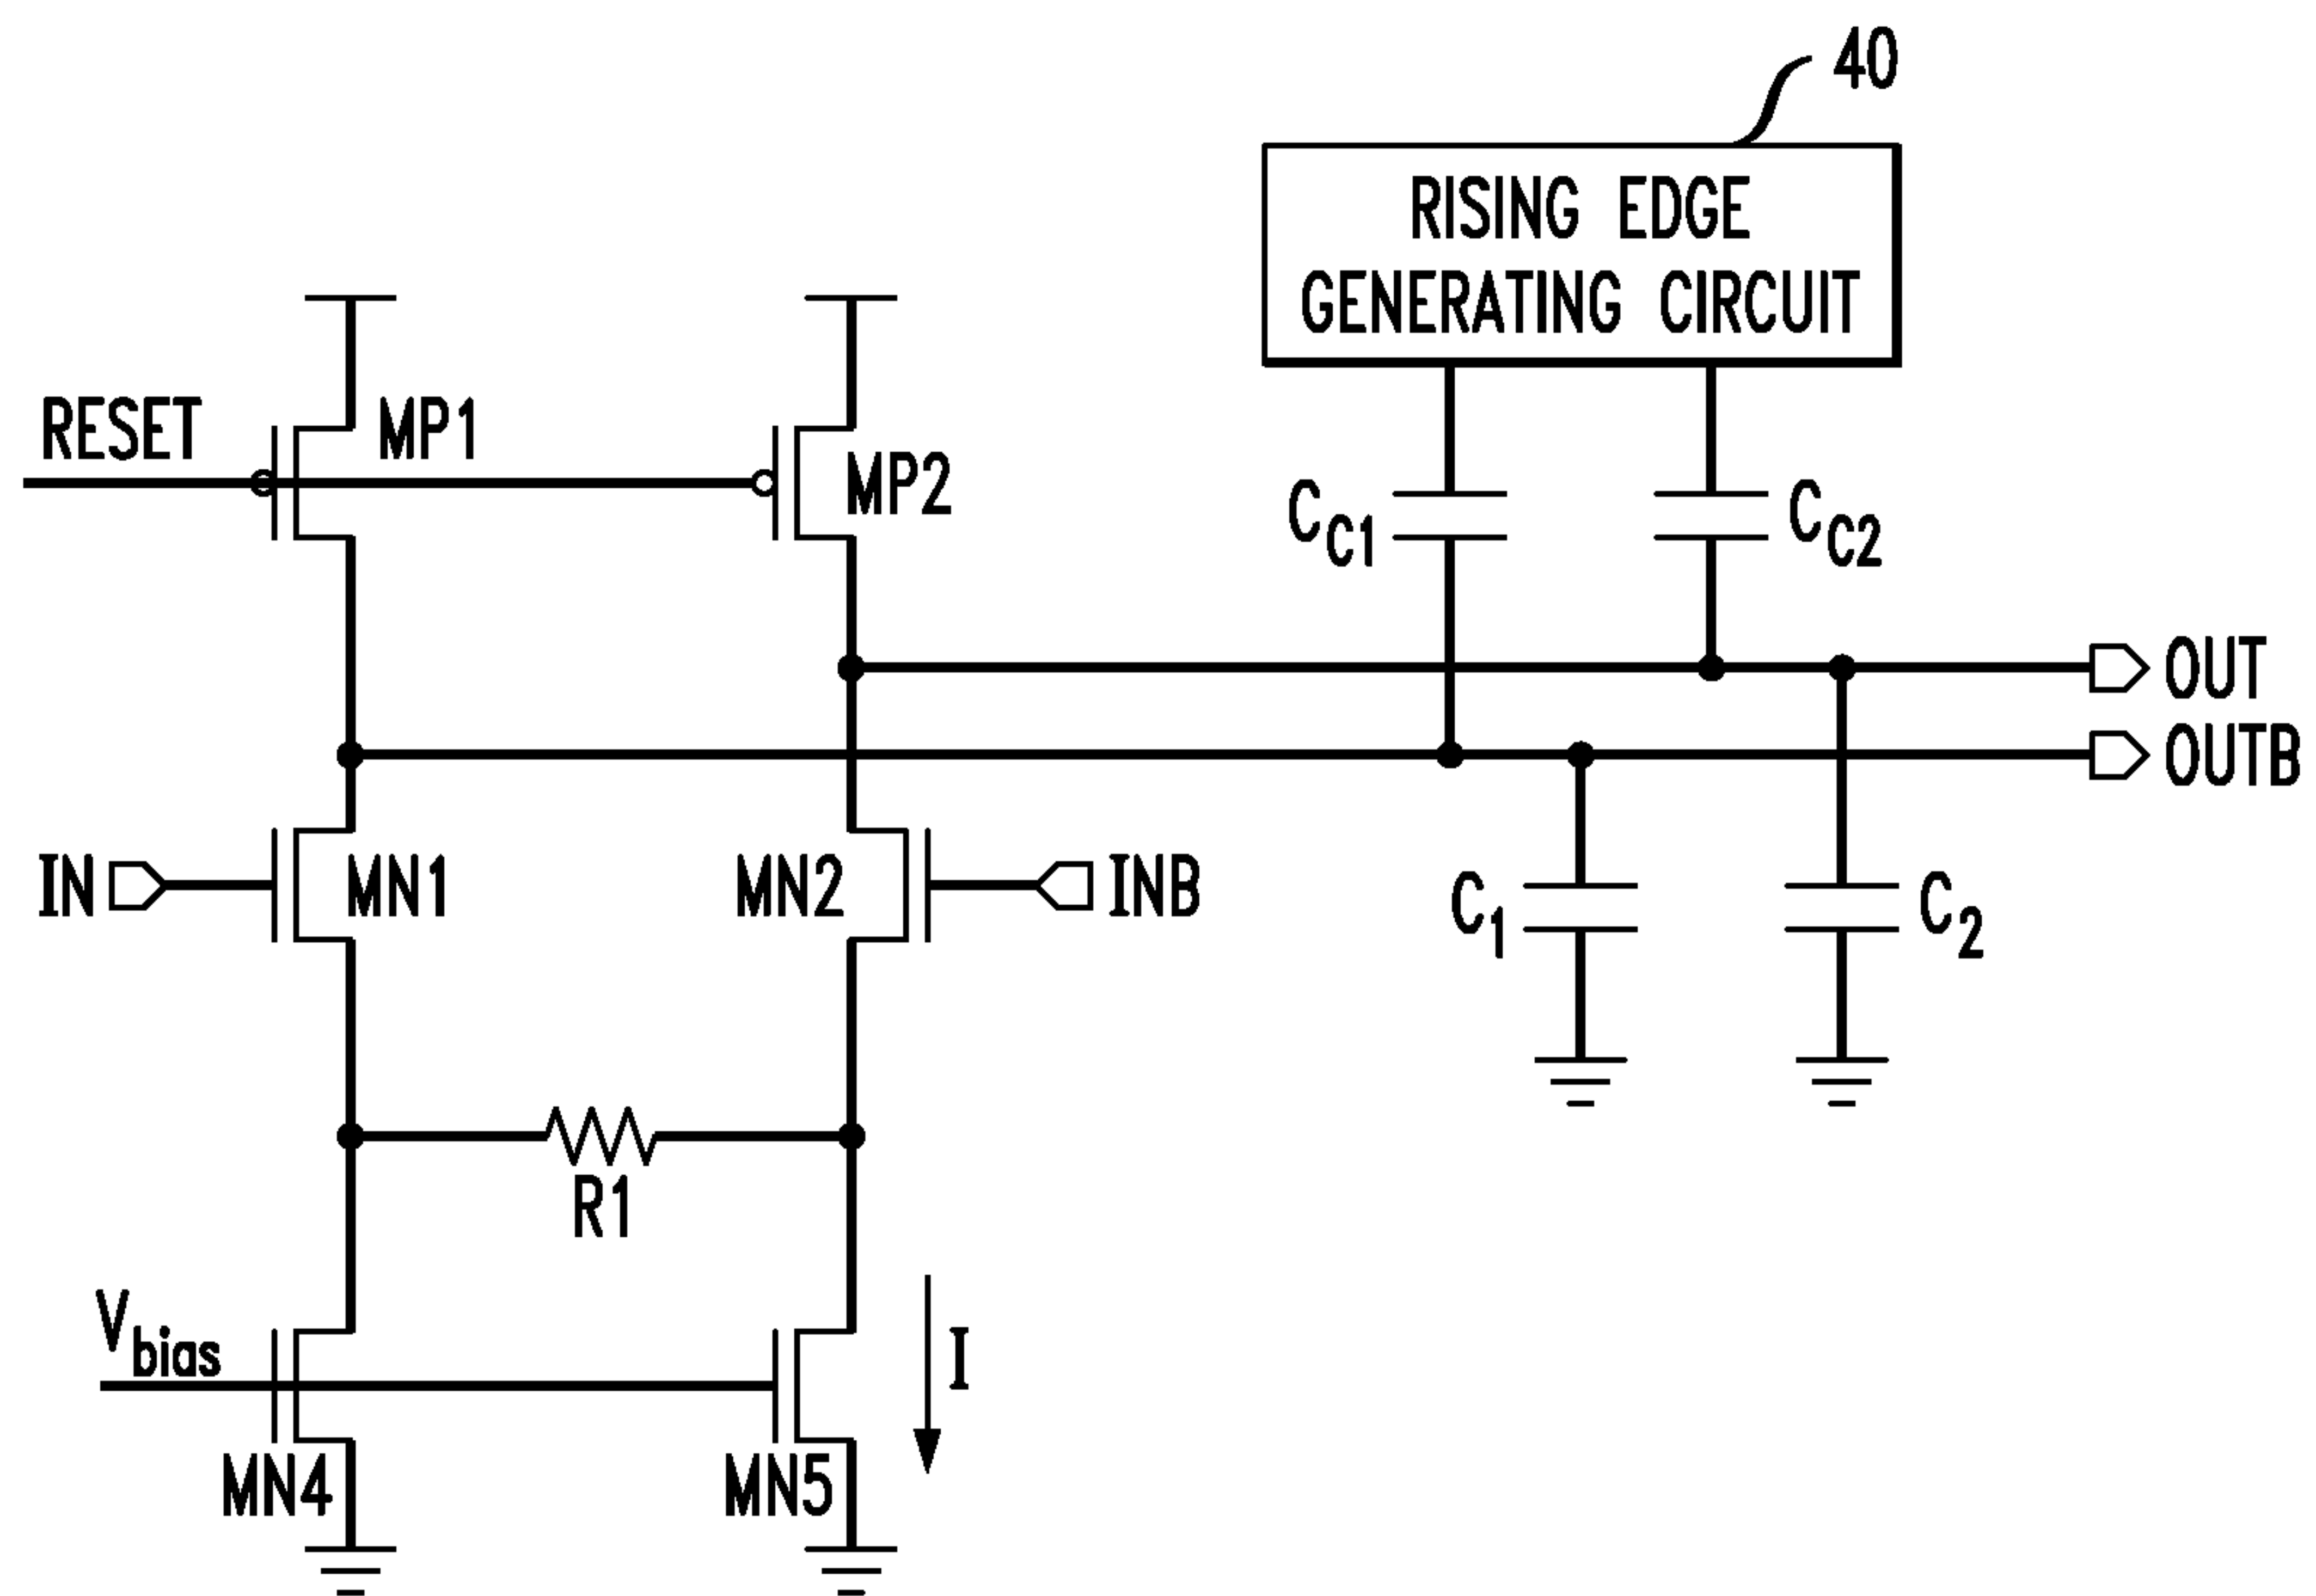 40
RISING EDGE
GENERATING CIRCUIT
RESET
MP1
MP2
CC1
CC2
OUT
OUTB
IN
MN1
MN2
INB
C1
C2
R1
Vbias
I
MN4
MN5